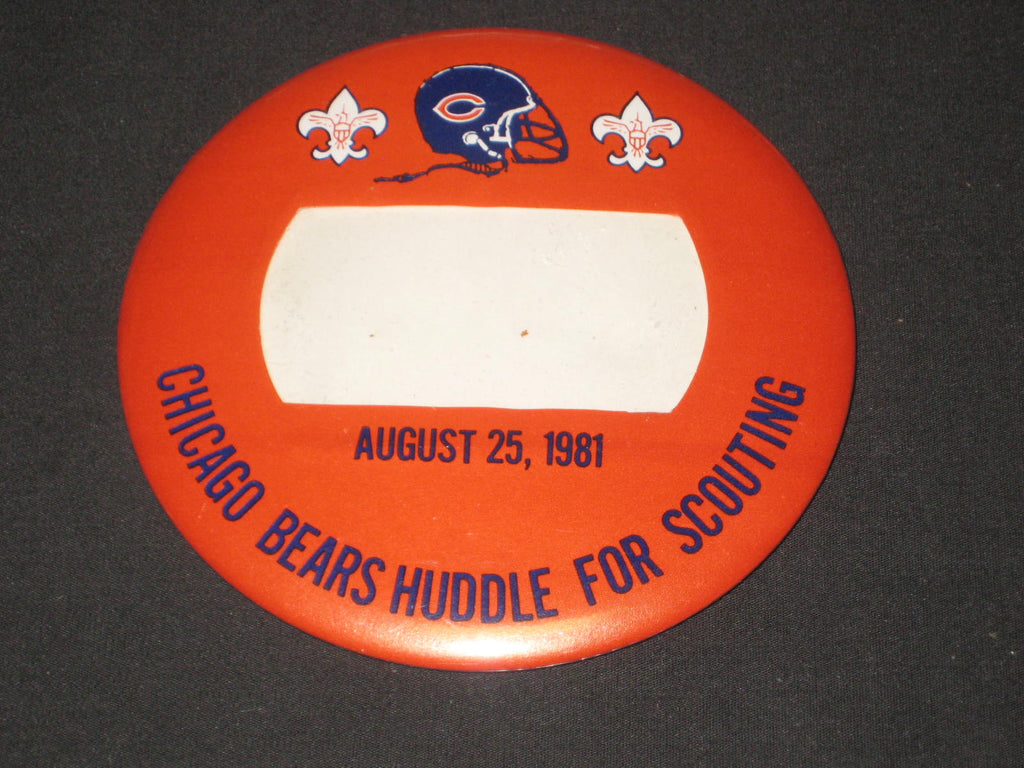 C
AUGUST 25, 1981
CHICAGO BEARS HUDDLE FOR SCOUTING